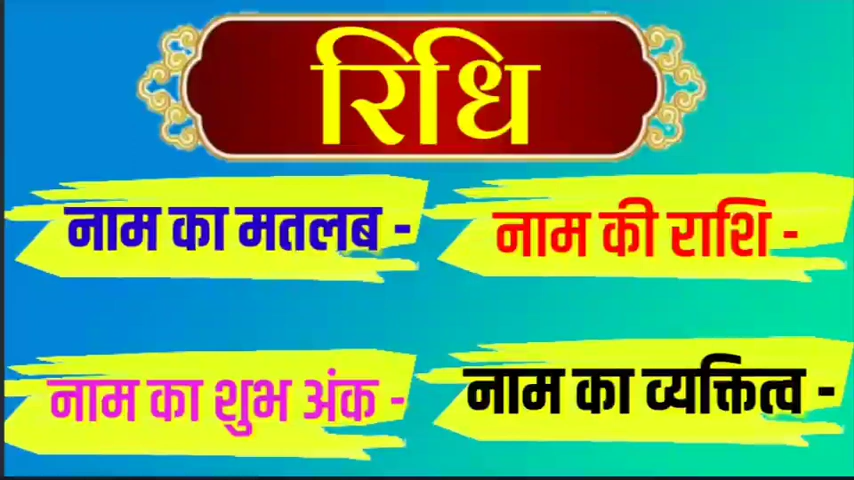 रिधि
नाम का मतलब -
नाम की राशि -
नाम का शुभ अंक -
नाम का व्यक्तित्व -